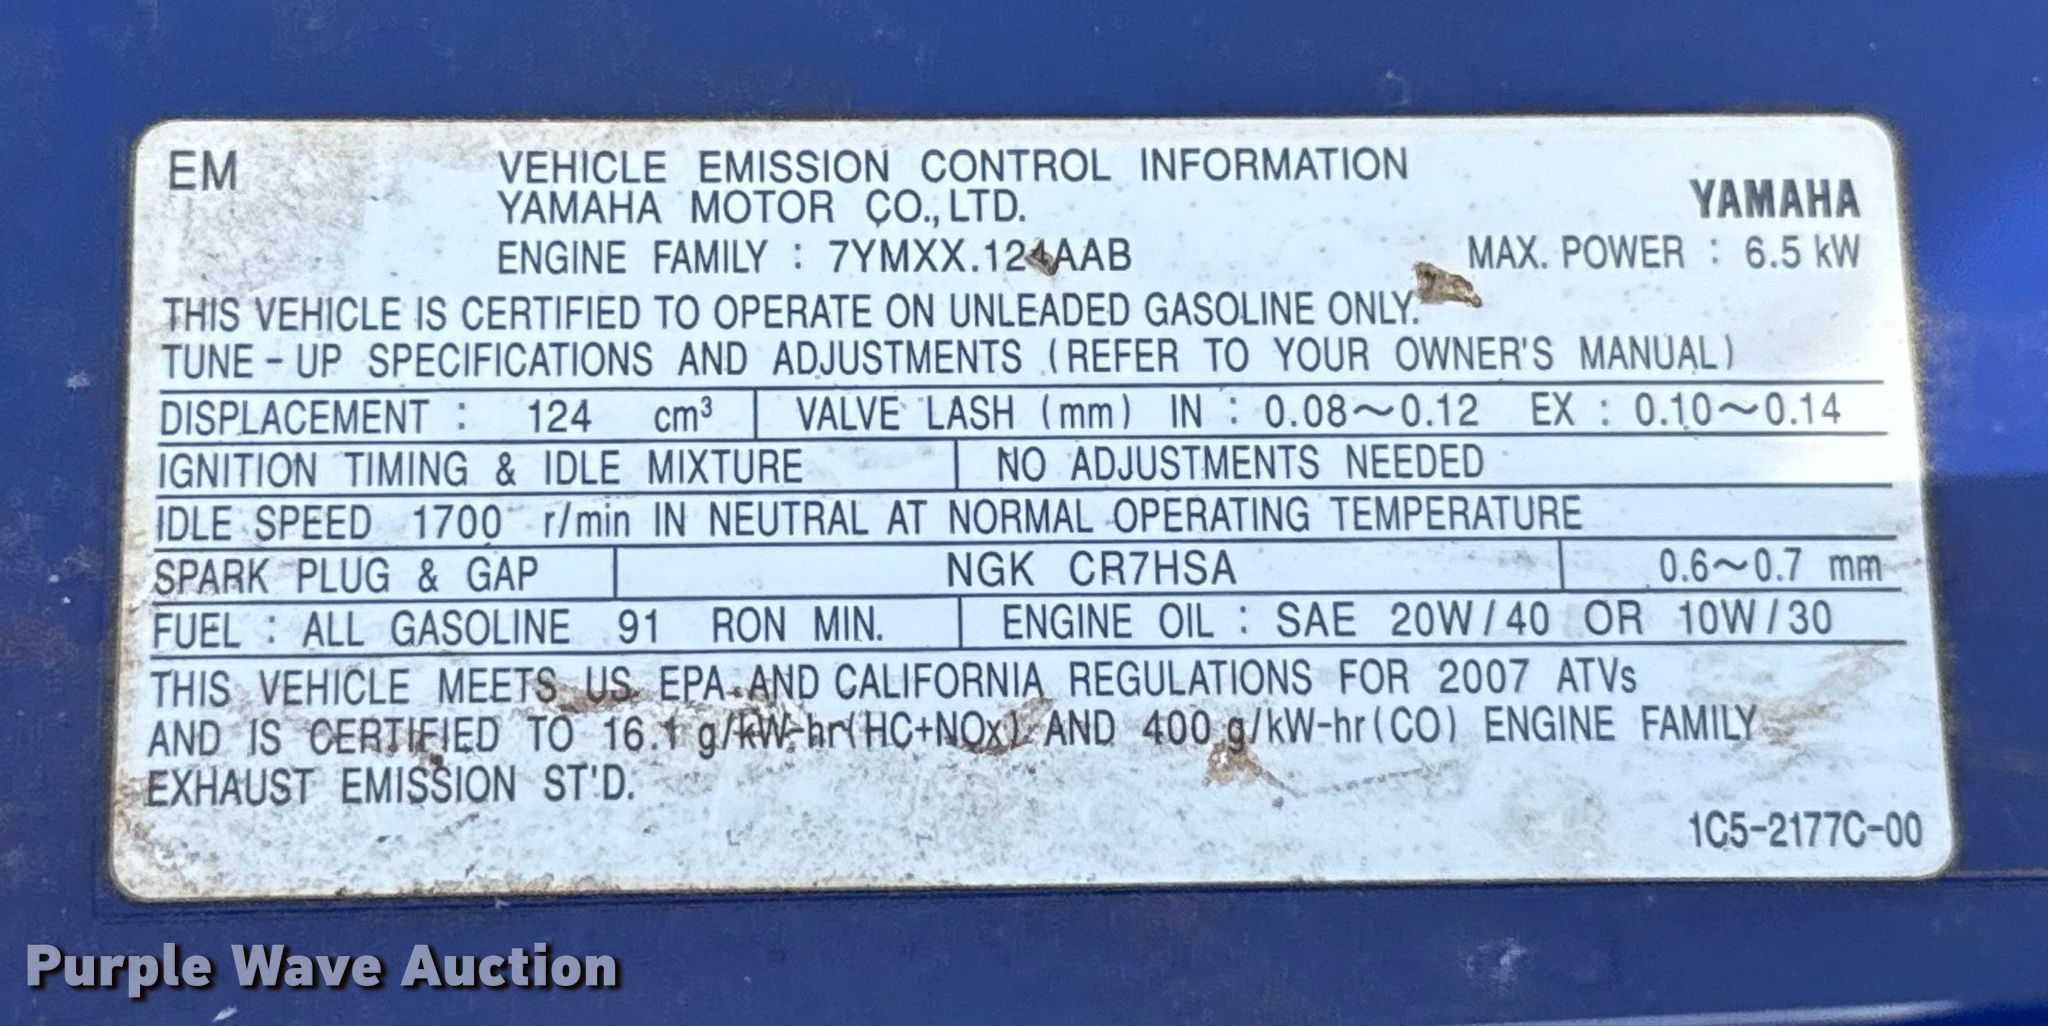 EM
VEHICLE EMISSION CONTROL INFORMATION
YAMAHA MOTOR CO., LTD.
YAMAHA
ENGINE FAMILY : 7YMXX.124AAB
MAX. POWER : 6.5 kW
THIS VEHICLE IS CERTIFIED TO OPERATE ON UNLEADED GASOLINE ONLY.
TUNE-UP SPECIFICATIONS AND ADJUSTMENTS (REFER TO YOUR OWNER'S MANUAL)
DISPLACEMENT : 124 cm³ VALVE LASH (mm) IN : 0.08~0.12 EX : 0.10~0.14
IGNITION TIMING & IDLE MIXTURE NO ADJUSTMENTS NEEDED
IDLE SPEED 1700 r/min IN NEUTRAL AT NORMAL OPERATING TEMPERATURE
SPARK PLUG & GAP NGK CR7HSA 0.6~0.7 mm
FUEL : ALL GASOLINE 91 RON MIN. ENGINE OIL : SAE 20W/40 OR 10W/30
THIS VEHICLE MEETS US EPA AND CALIFORNIA REGULATIONS FOR 2007 ATVs
AND IS CERTIFIED TO 16.1 g/kW-hr(HC+NOx) AND 400 g/kW-hr(CO) ENGINE FAMILY
EXHAUST EMISSION ST'D.
1C5-2177C-00
Purple Wave Auction